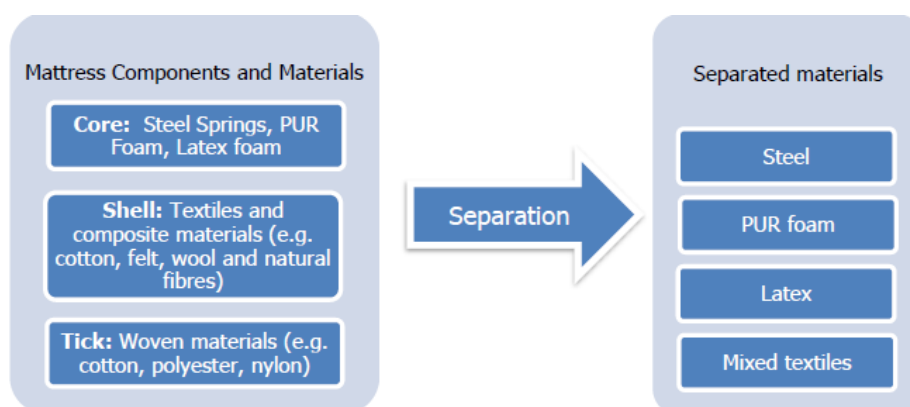 Mattress Components and Materials
Core: Steel Springs, PUR
Foam, Latex foam
Shell: Textiles and
composite materials (e.g.
cotton, felt, wool and natural
fibres)
Tick: Woven materials (e.g.
cotton, polyester, nylon)
Separation
Separated materials
Steel
PUR foam
Latex
Mixed textiles